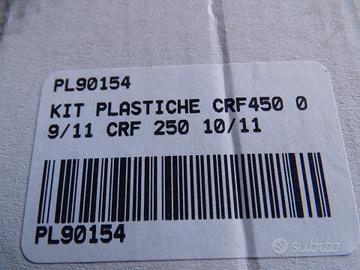 PL90154
KIT PLASTICHE CRF450 0
9/11 CRF 250 10/11
PL90154
subito